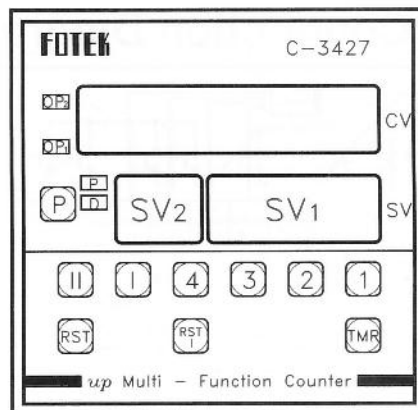 FOTEK C-3427
OP2
CV
OP1
P P D SV2 SV1 SV
II I 4 3 2 1
RST RST I TMR
up Multi - Function Counter